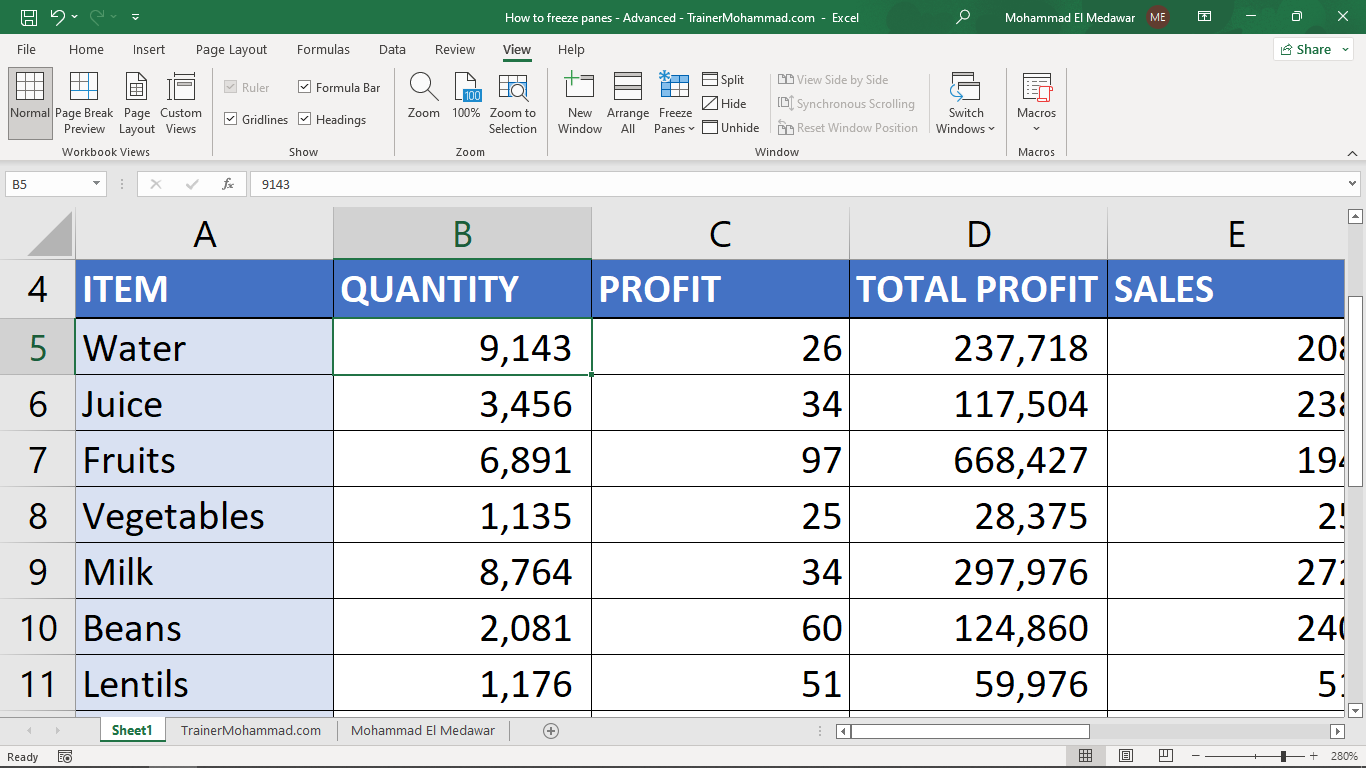 How to freeze panes - Advanced - TrainerMohammad.com - Excel
Mohammad El Medawar ME
File Home Insert Page Layout Formulas Data Review View Help Share
Normal Page Break Preview Page Layout Custom Views
Workbook Views
Ruler Formula Bar
Gridlines Headings
Show
Zoom 100 100% Zoom to Selection
Zoom
New Window Arrange All Freeze Panes
Split
Hide
Unhide
View Side by Side
Synchronous Scrolling
Reset Window Position
Switch Windows
Window
Macros
Macros
B5 fx 9143
A B C D E
4 ITEM QUANTITY PROFIT TOTAL PROFIT SALES
5 Water 9,143 26 237,718
6 Juice 3,456 34 117,504
7 Fruits 6,891 97 668,427
8 Vegetables 1,135 25 28,375
9 Milk 8,764 34 297,976
10 Beans 2,081 60 124,860
11 Lentils 1,176 51 59,976
Sheet1 TrainerMohammad.com Mohammad El Medawar
Ready 280%